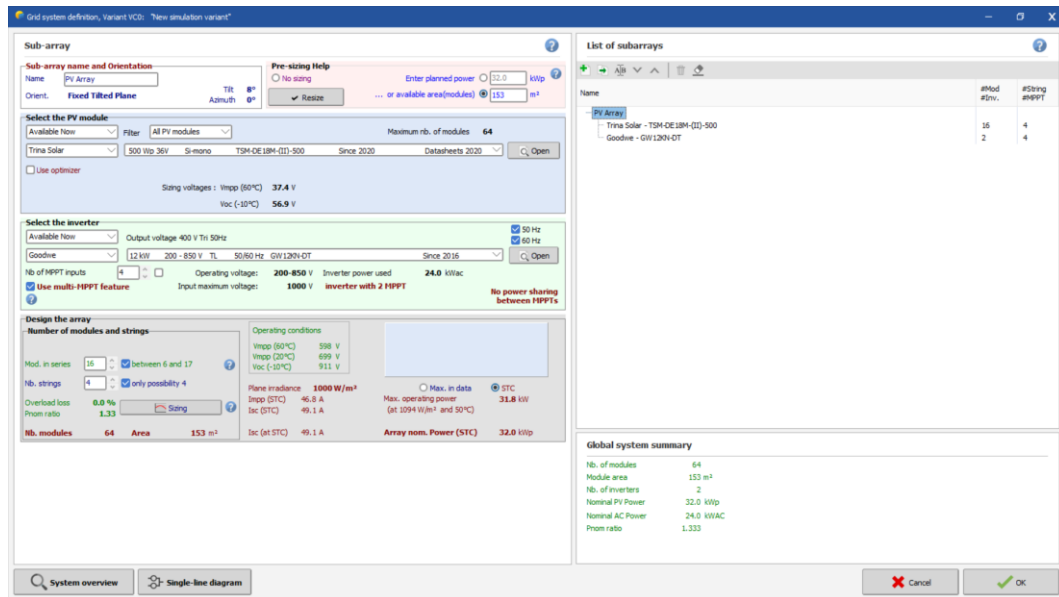 Grid system definition, Variant VC0: "New simulation variant"
Sub-array
?
Sub-array name and Orientation
Name PV Array
Orient. Fixed Tilted Plane
Tilt 8°
Azimuth 0°
Pre-sizing Help
No sizing
Enter planned power 32.0 kWp
Resize
... or available area(modules) 153 m²
?
Select the PV module
Available Now Filter All PV modules Maximum nb. of modules 64
Trina Solar 500 Wp 36V Si-mono TSM-DE18M-(II)-500 Since 2020 Datasheets 2020 Open
Use optimizer
Sizing voltages : Vmpp (60°C) 37.4 V
Voc (-10°C) 56.9 V
Select the inverter
Available Now Output voltage 400 V Tri 50Hz
50 Hz
60 Hz
Goodwe 12 kW 200 - 850 V TL 50/60 Hz GW12KN-DT Since 2016 Open
Nb of MPPT inputs 4 Operating voltage: 200-850 V Inverter power used 24.0 kWac
Use multi-MPPT feature Input maximum voltage: 1000 V inverter with 2 MPPT
No power sharing
between MPPTs
?
Design the array
Number of modules and strings
Mod. in series 16 between 6 and 17 ?
Nb. strings 4 only possibility 4
Overload loss 0.0 %
Pnom ratio 1.33
Sizing ?
Nb. modules 64 Area 153 m²
Operating conditions
Vmpp (60°C) 598 V
Vmpp (20°C) 699 V
Voc (-10°C) 911 V
Plane irradiance 1000 W/m²
Impp (STC) 46.8 A
Isc (STC) 49.1 A
Isc (at STC) 49.1 A
Max. in data STC
Max. operating power 31.8 kW
(at 1094 W/m² and 50°C)
Array nom. Power (STC) 32.0 kWp
System overview
Single-line diagram
List of subarrays
?
Name
#Mod
#Inv.
#String
#MPPT
PV Array
Trina Solar - TSM-DE18M-(II)-500 16 4
Goodwe - GW12KN-DT 2 4
Global system summary
Nb. of modules 64
Module area 153 m²
Nb. of inverters 2
Nominal PV Power 32.0 kWp
Nominal AC Power 24.0 kWAC
Pnom ratio 1.333
Cancel
OK